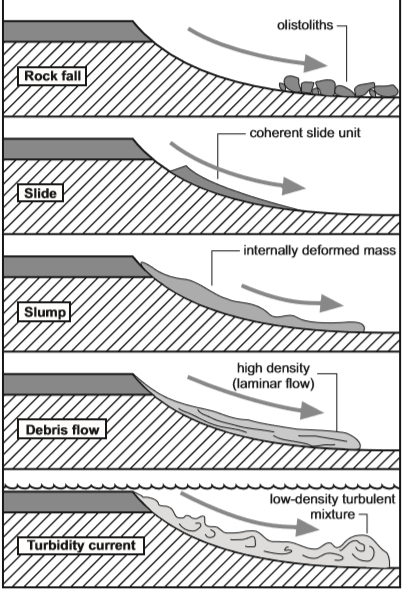 olistoliths
Rock fall
coherent slide unit
Slide
internally deformed mass
Slump
high density
(laminar flow)
Debris flow
low-density turbulent
mixture
Turbidity current